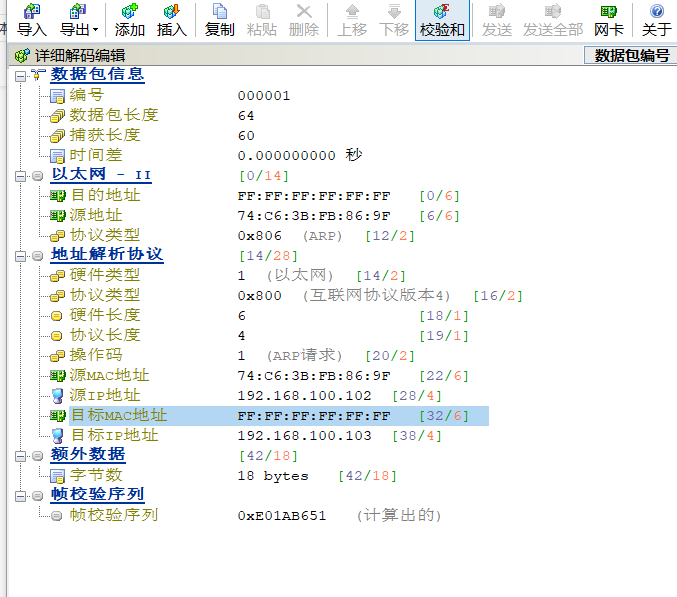 导入 导出 添加 插入 复制 粘贴 删除 上移 下移 校验和 发送 发送全部 网卡 关于
详细解码编辑 数据包编号
数据包信息
编号 000001
数据包长度 64
捕获长度 60
时间差 0.000000000 秒
以太网 - II [0/14]
目的地址 FF:FF:FF:FF:FF:FF [0/6]
源地址 74:C6:3B:FB:86:9F [6/6]
协议类型 0x806 (ARP) [12/2]
地址解析协议 [14/28]
硬件类型 1 (以太网) [14/2]
协议类型 0x800 (互联网协议版本4) [16/2]
硬件长度 6 [18/1]
协议长度 4 [19/1]
操作码 1 (ARP请求) [20/2]
源MAC地址 74:C6:3B:FB:86:9F [22/6]
源IP地址 192.168.100.102 [28/4]
目标MAC地址 FF:FF:FF:FF:FF:FF [32/6]
目标IP地址 192.168.100.103 [38/4]
额外数据 [42/18]
字节数 18 bytes [42/18]
帧校验序列
帧校验序列 0xE01AB651 (计算出的)